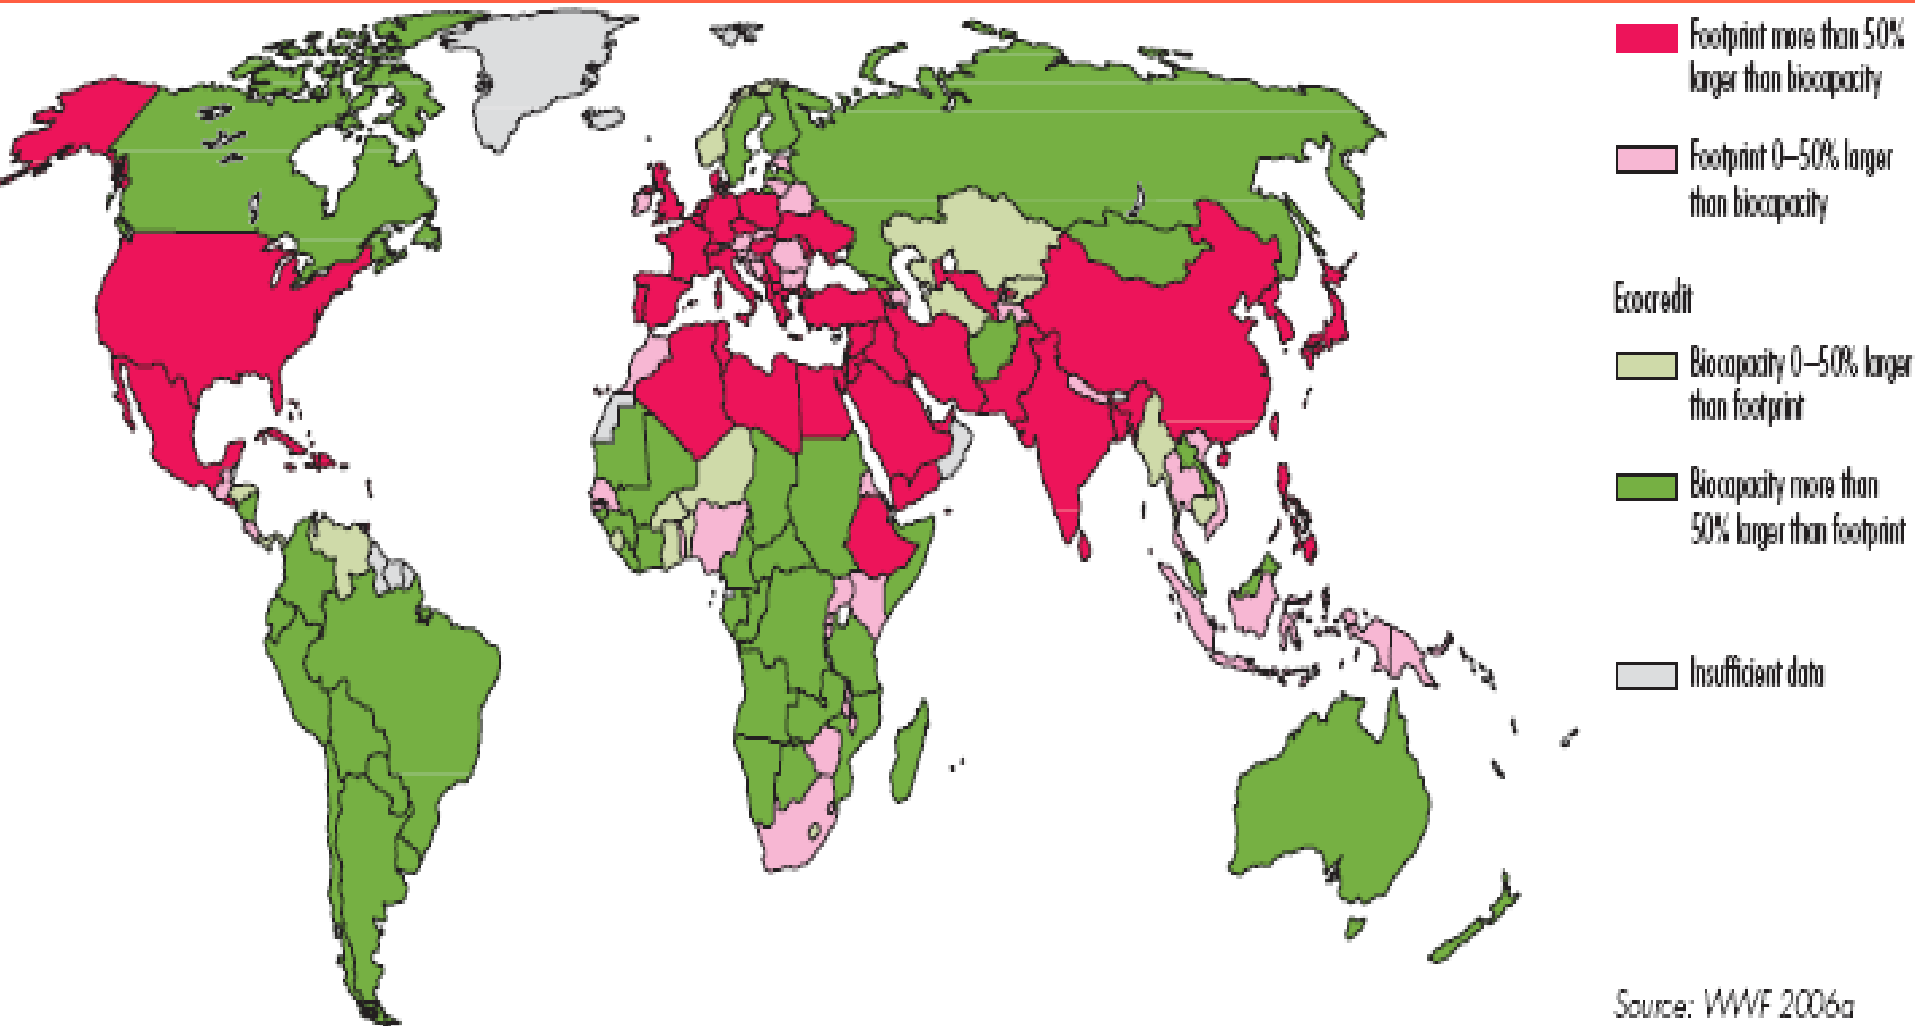 Footprint more than 50%
larger than biocapacity
Footprint 0–50% larger
than biocapacity
Ecocredit
Biocapacity 0–50% larger
than footprint
Biocapacity more than
50% larger than footprint
Insufficient data
Source: WWF 2006a